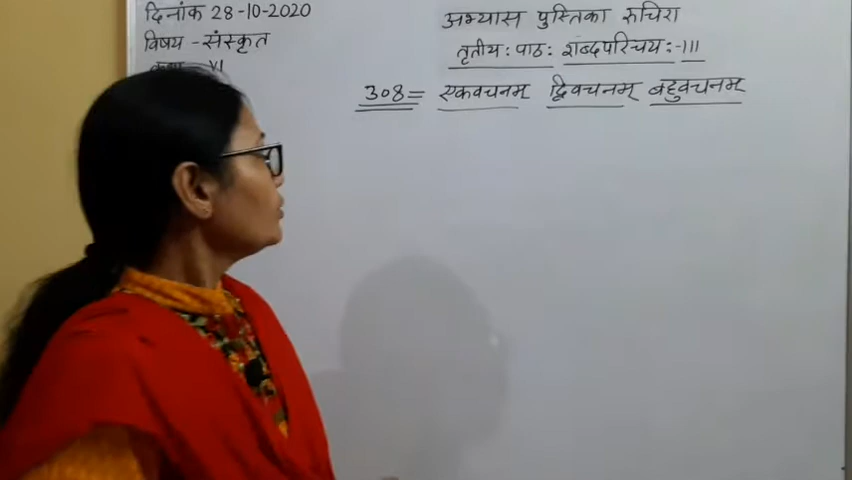 दिनांक 28-10-2020
विषय - संस्कृत
अभ्यास पुस्तिका रुचिरा
तृतीय: पाठ: शब्दपरिचय: -III
308 = एकवचनम् द्विवचनम् बहुवचनम्